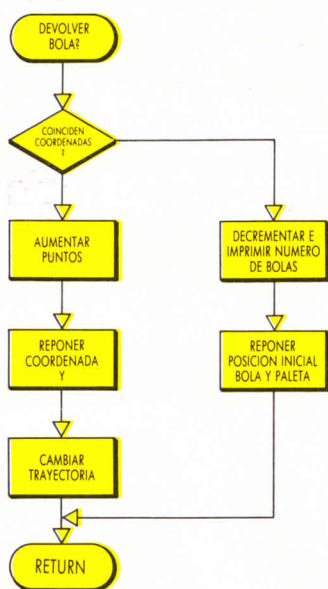 DEVOLVER
BOLA?
COINCIDEN
COORDENADAS
?
AUMENTAR
PUNTOS
DECREMENTAR E
IMPRIMIR NUMERO
DE BOLAS
REPONER
COORDENADA
Y
REPONER
POSICION INICIAL
BOLA Y PALETA
CAMBIAR
TRAYECTORIA
RETURN